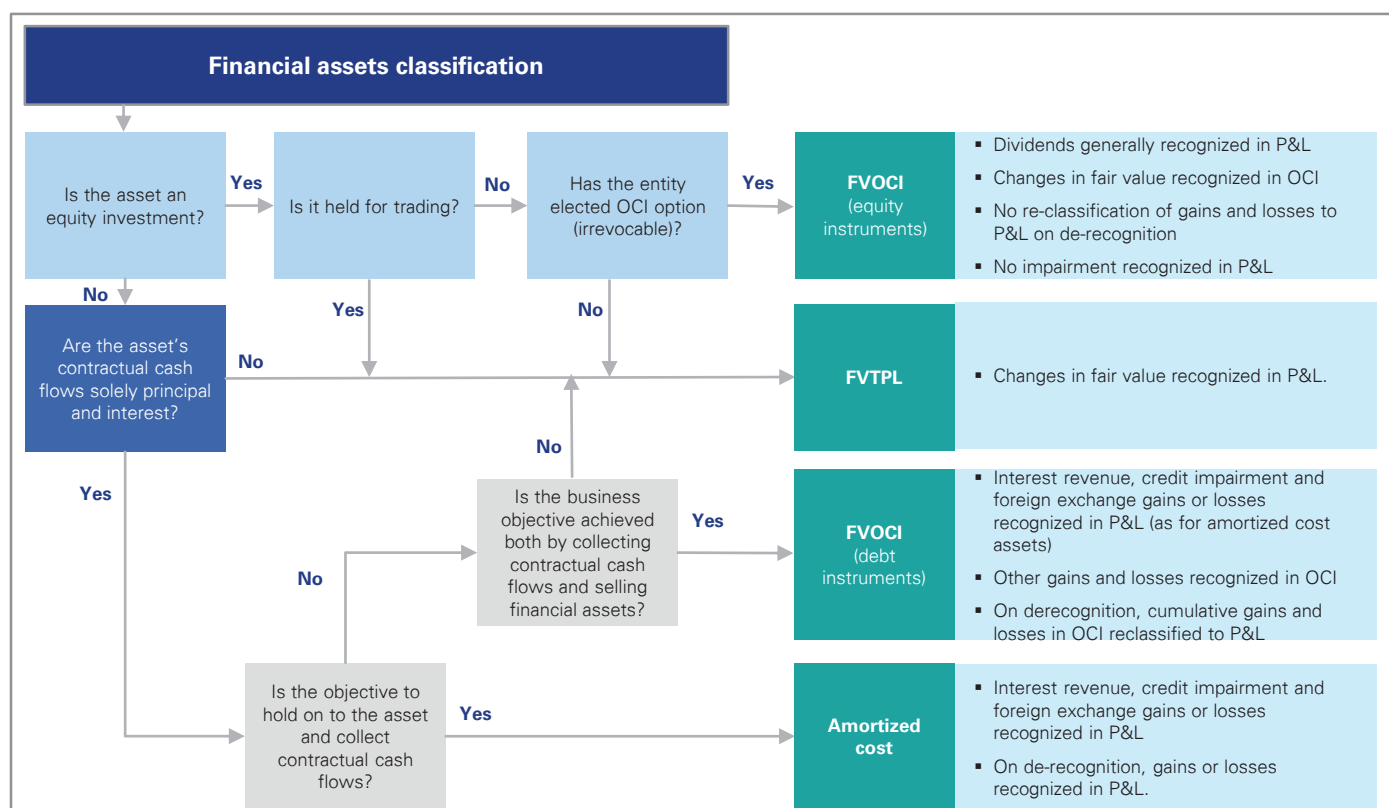 Financial assets classification
Is the asset an
equity investment?
Yes
Is it held for trading?
No
Has the entity
elected OCI option
(irrevocable)?
Yes
FVOCI
(equity
instruments)
▪ Dividends generally recognized in P&L
▪ Changes in fair value recognized in OCI
▪ No re-classification of gains and losses to
P&L on de-recognition
▪ No impairment recognized in P&L
No
Yes
No
Are the asset's
contractual cash
flows solely principal
and interest?
No
FVTPL
▪ Changes in fair value recognized in P&L.
No
Yes
Is the business
objective achieved
both by collecting
contractual cash
flows and selling
financial assets?
Yes
FVOCI
(debt
instruments)
▪ Interest revenue, credit impairment and
foreign exchange gains or losses
recognized in P&L (as for amortized cost
assets)
▪ Other gains and losses recognized in OCI
▪ On derecognition, cumulative gains and
losses in OCI reclassified to P&L
No
Is the objective to
hold on to the asset
and collect
contractual cash
flows?
Yes
Amortized
cost
▪ Interest revenue, credit impairment and
foreign exchange gains or losses
recognized in P&L
▪ On de-recognition, gains or losses
recognized in P&L.